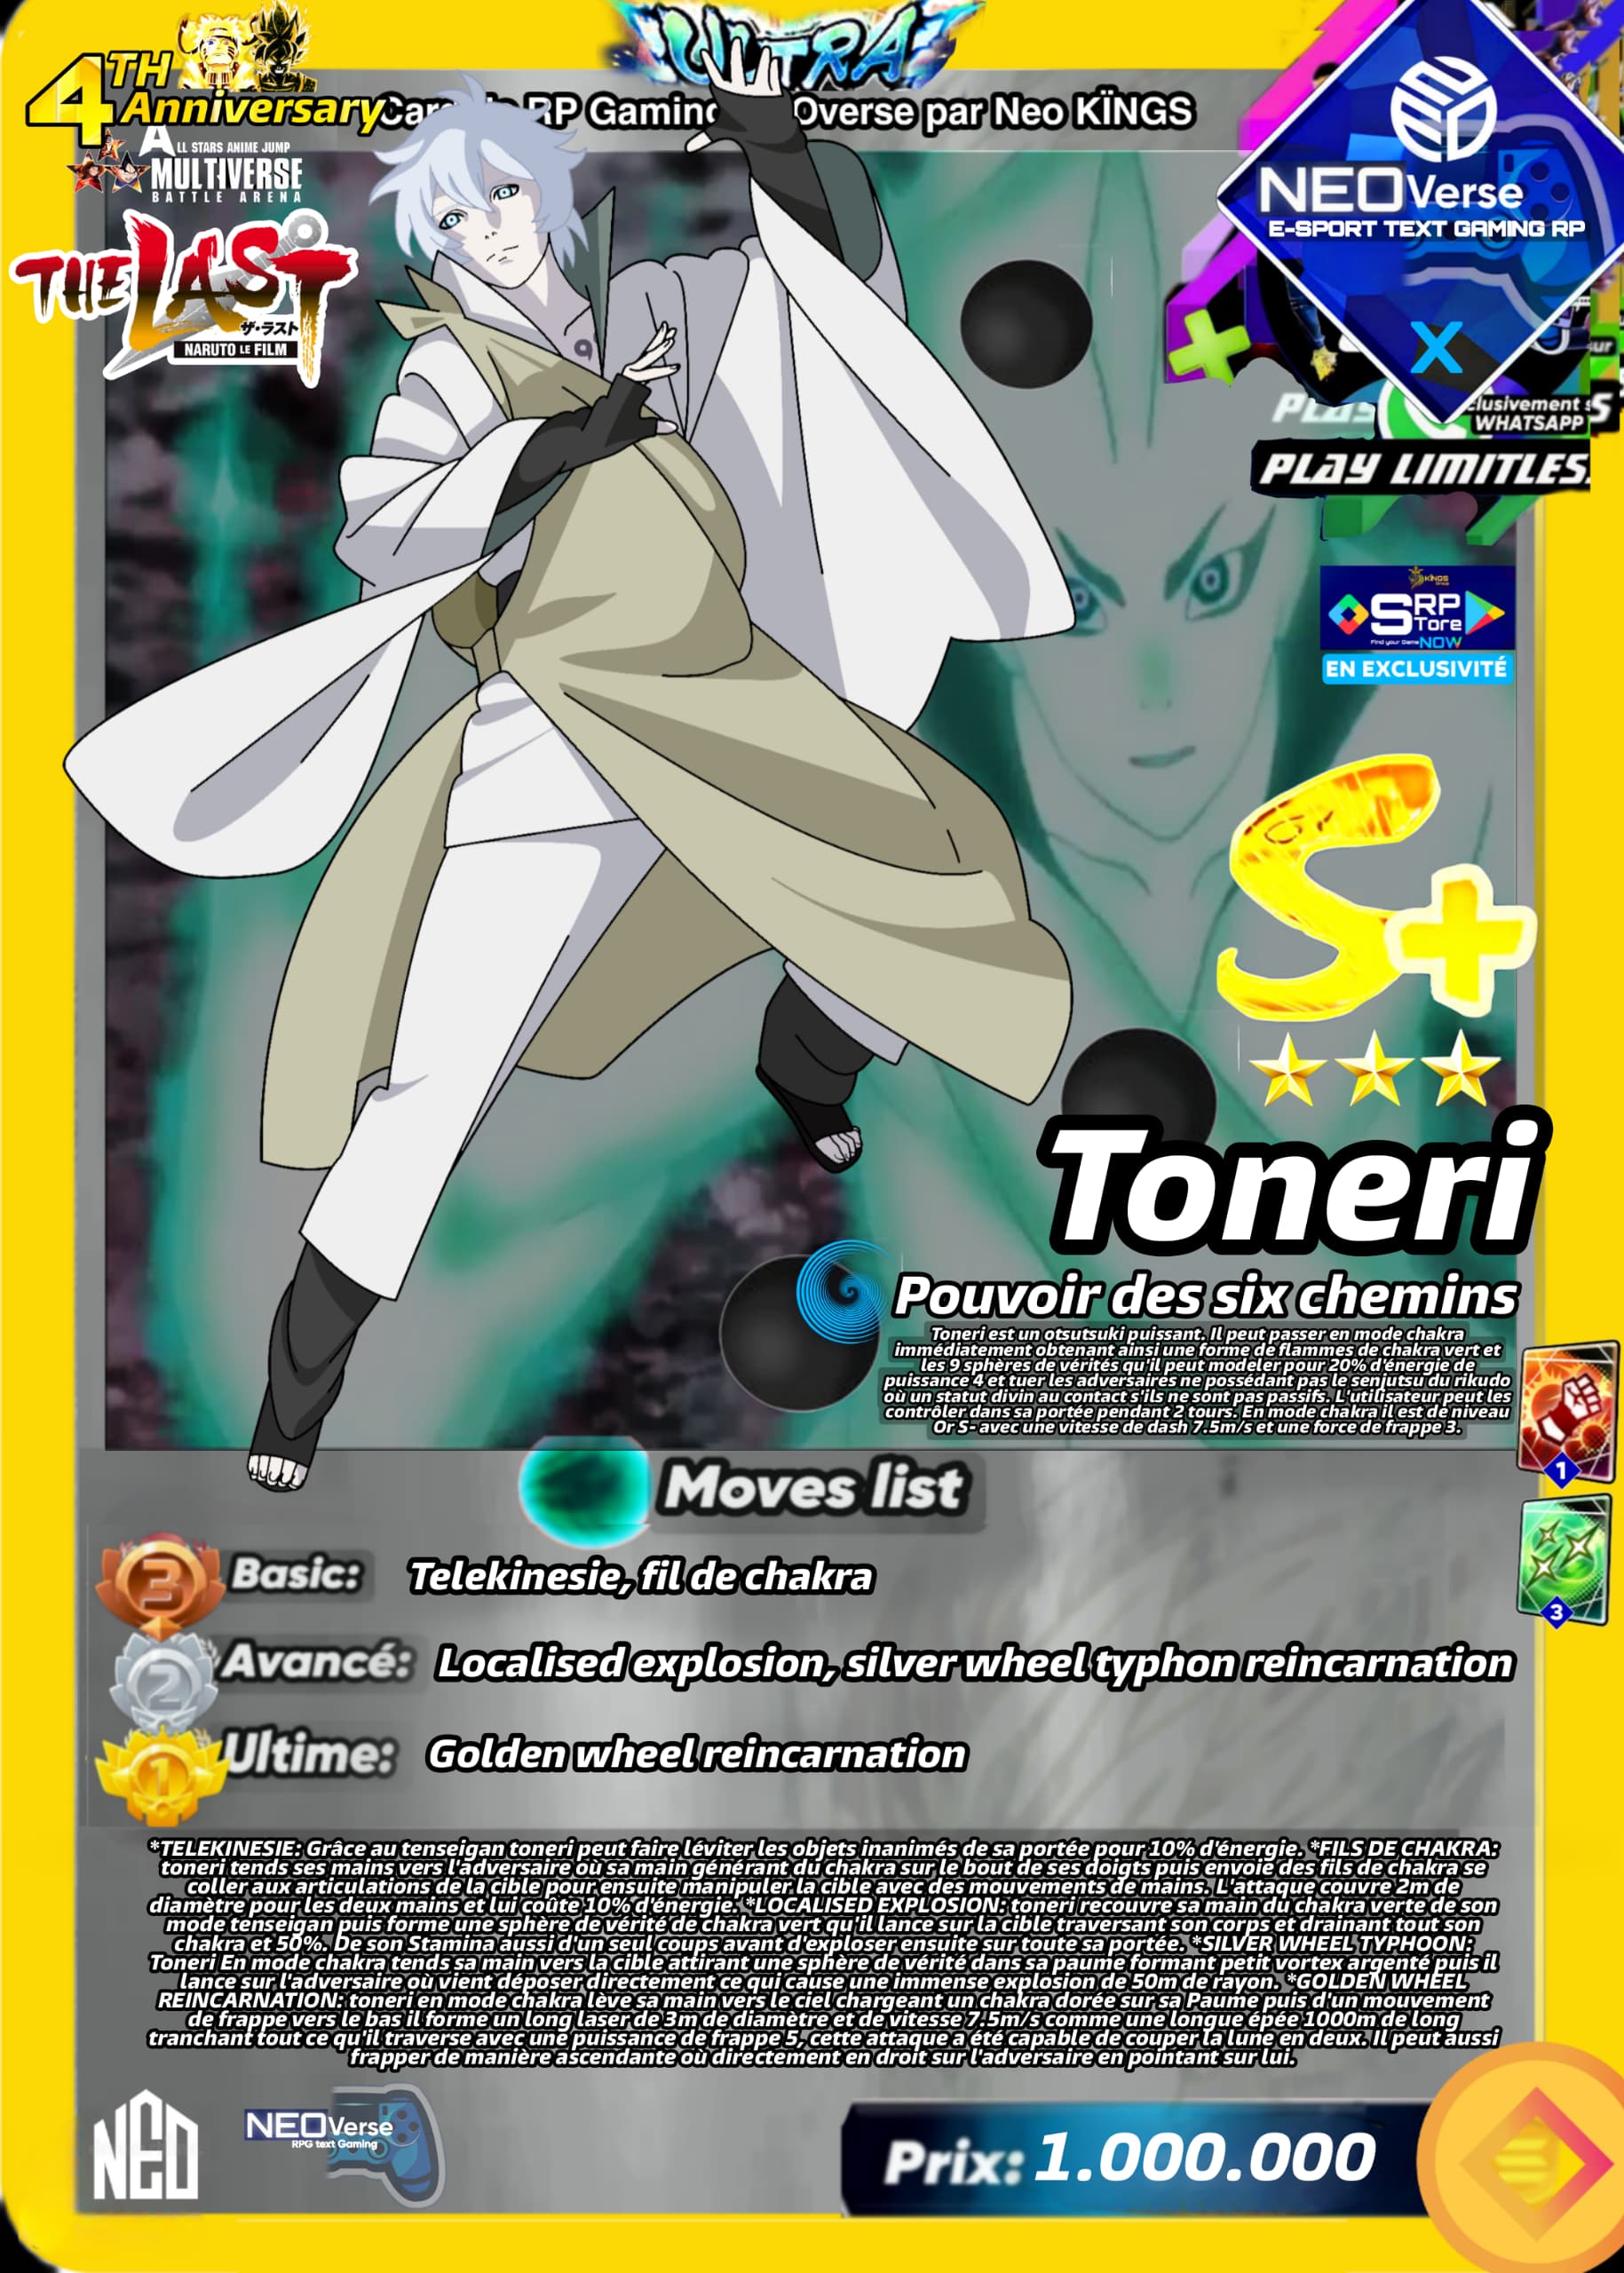 ULTRA
4TH
Anniversary
RP Gaming
Overse par Neo KÏNGS
ALL STARS ANIME JUMP
MULTIVERSE
BATTLE ARENA
THE LAST
ザ・ラスト
NARUTO LE FILM
NEOVerse
E-SPORT TEXT GAMING RP
X
WHATSAPP
PLAY LIMITLES
KÏNGS
SRP
Tore
Find your Game NOW
EN EXCLUSIVITÉ
S+
Toneri
Pouvoir des six chemins
Toneri est un otsutsuki puissant. Il peut passer en mode chakra
immédiatement obtenant ainsi une forme de flammes de chakra vert et
les 9 sphères de vérités qu'il peut modeler pour 20% d'énergie de
puissance 4 et tuer les adversaires ne possédant pas le senjutsu du rikudo
où un statut divin au contact s'ils ne sont pas passifs. L'utilisateur peut les
contrôler dans sa portée pendant 2 tours. En mode chakra il est de niveau
Or S- avec une vitesse de dash 7.5m/s et une force de frappe 3.
1
3
Moves list
3 Basic: Telekinesie, fil de chakra
2 Avancé: Localised explosion, silver wheel typhon reincarnation
1 Ultime: Golden wheel reincarnation
*TELEKINESIE: Grâce au tenseigan toneri peut faire léviter les objets inanimés de sa portée pour 10% d'énergie. *FILS DE CHAKRA:
toneri tends ses mains vers l'adversaire où sa main générant du chakra sur le bout de ses doigts puis envoie des fils de chakra se
coller aux articulations de la cible pour ensuite manipuler la cible avec des mouvements de mains. L'attaque couvre 2m de
diamètre pour les deux mains et lui coûte 10% d'énergie. *LOCALISED EXPLOSION: toneri recouvre sa main du chakra verte de son
mode tenseigan puis forme une sphère de vérité de chakra vert qu'il lance sur la cible traversant son corps et drainant tout son
chakra et 50%. De son Stamina aussi d'un seul coups avant d'exploser ensuite sur toute sa portée. *SILVER WHEEL TYPHOON:
Toneri En mode chakra tends sa main vers la cible attirant une sphère de vérité dans sa paume formant petit vortex argenté puis il
lance sur l'adversaire où vient déposer directement ce qui cause une immense explosion de 50m de rayon. *GOLDEN WHEEL
REINCARNATION: toneri en mode chakra lève sa main vers le ciel chargeant un chakra dorée sur sa Paume puis d'un mouvement
de frappe vers le bas il forme un long laser de 3m de diamètre et de vitesse 7.5m/s comme une longue épée 1000m de long
tranchant tout ce qu'il traverse avec une puissance de frappe 5, cette attaque a été capable de couper la lune en deux. Il peut aussi
frapper de manière ascendante où directement en droit sur l'adversaire en pointant sur lui.
NEO
NEOVerse
RPG text Gaming
Prix: 1.000.000